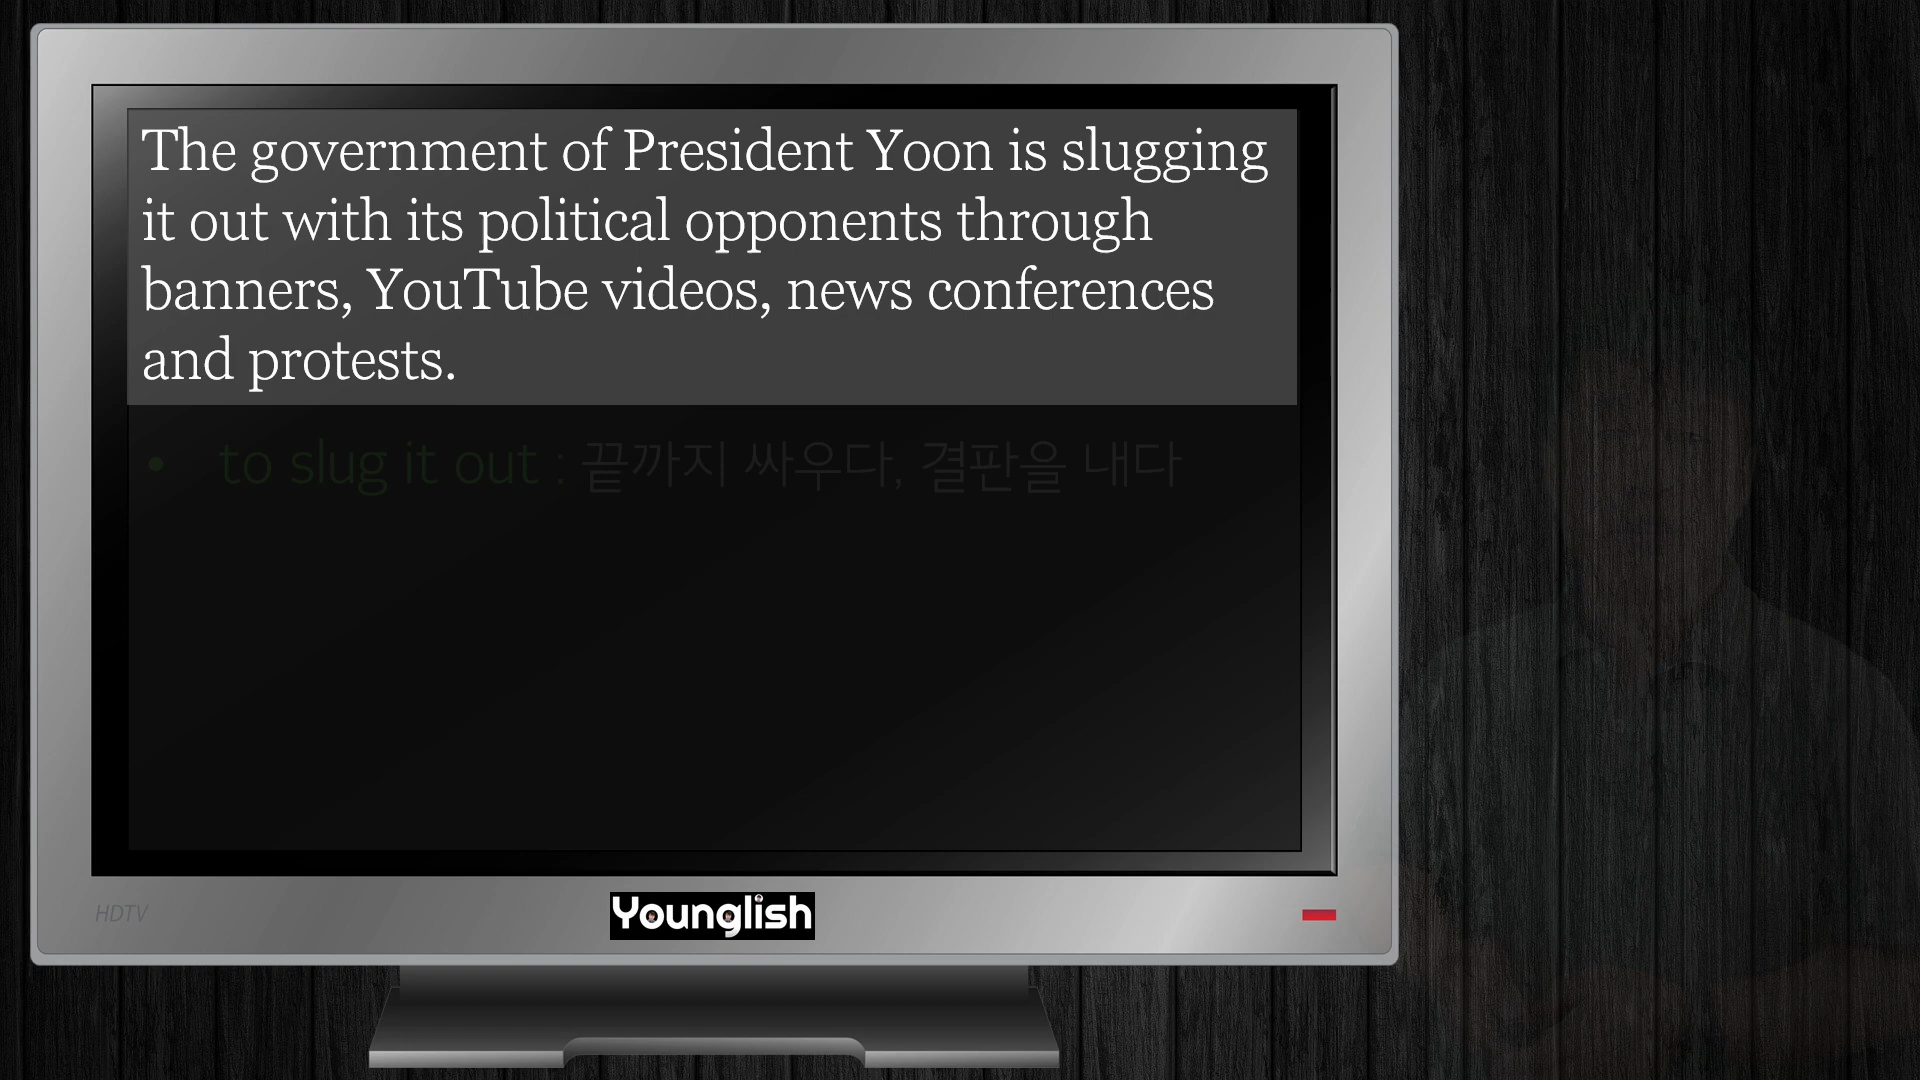 The government of President Yoon is slugging
it out with its political opponents through
banners, YouTube videos, news conferences
and protests.
• to slug it out : 끝까지 싸우다, 결판을 내다
HDTV
Younglish